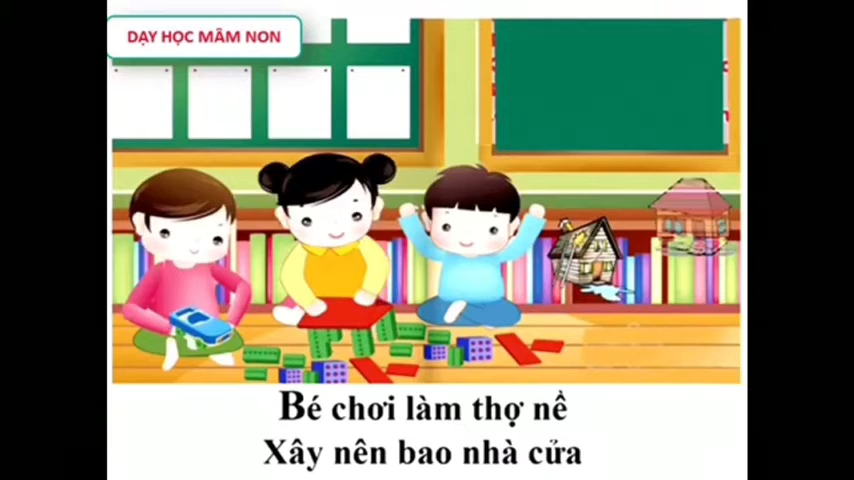 DẠY HỌC MẦM NON
Bé chơi làm thợ nề
Xây nên bao nhà cửa